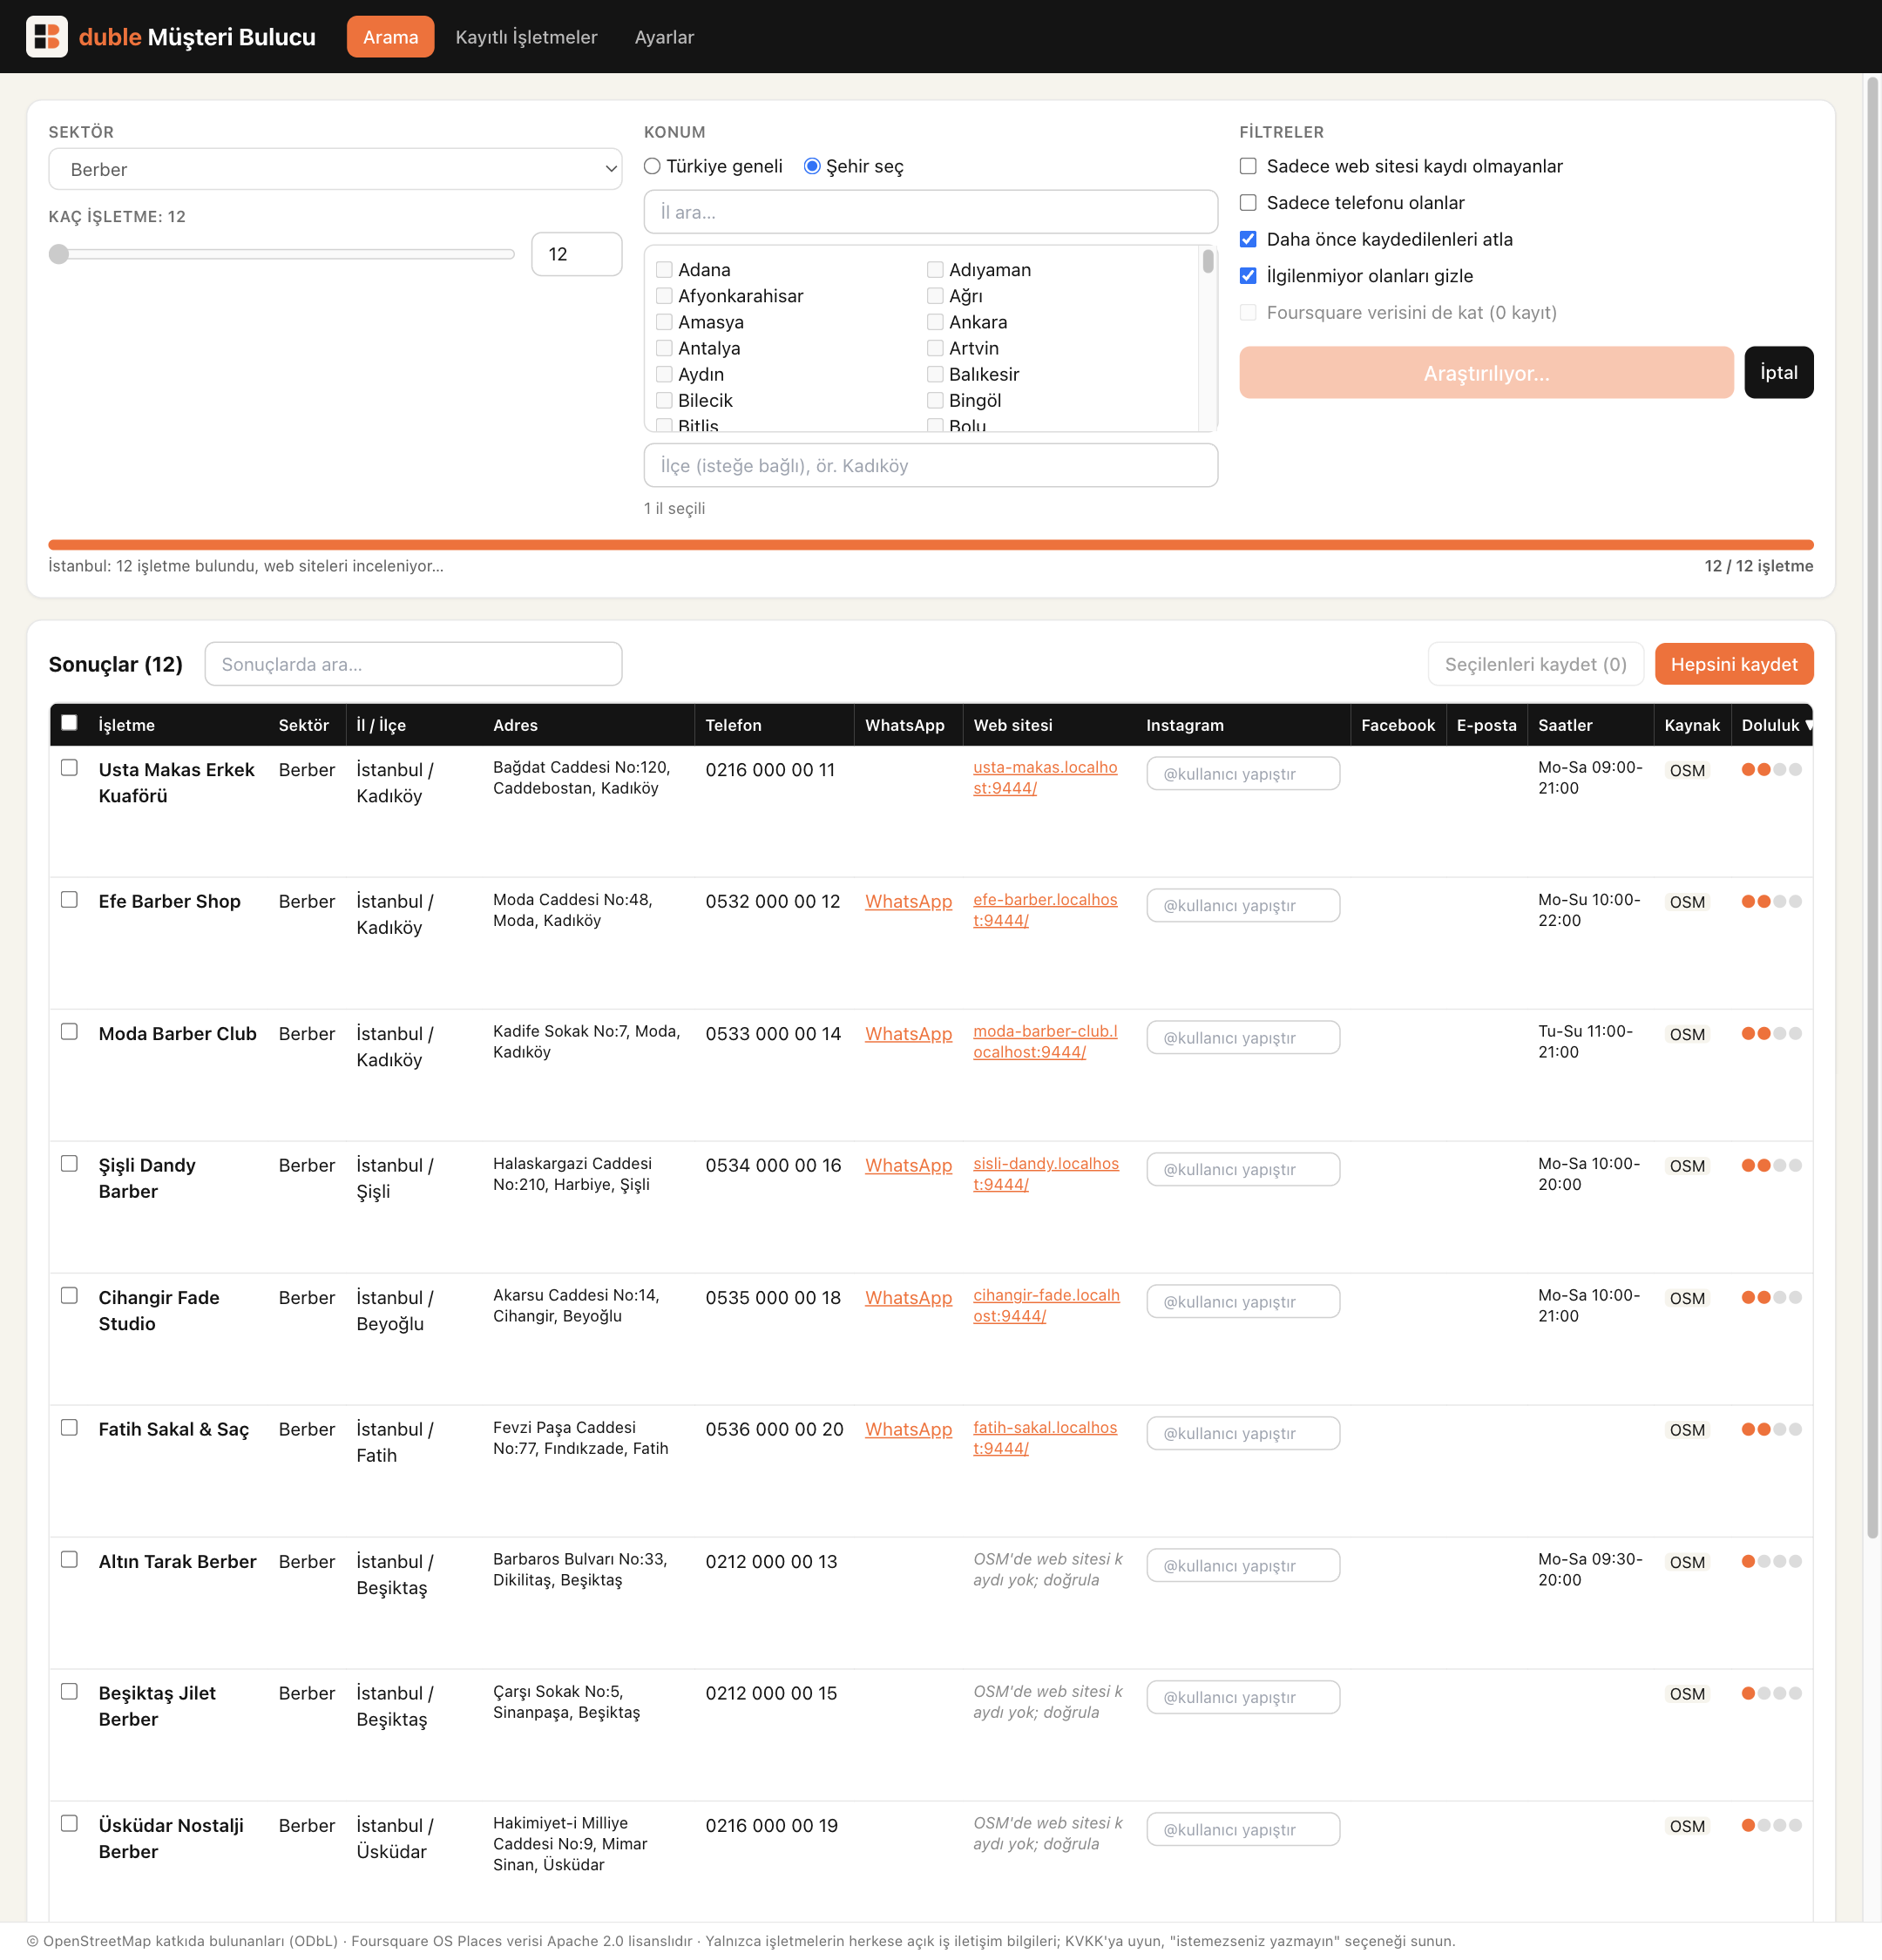 duble Müşteri Bulucu Arama Kayıtlı İşletmeler Ayarlar
SEKTÖR
Berber
KAÇ İŞLETME: 12
12
KONUM
Türkiye geneli Şehir seç
İl ara...
Adana Adıyaman
Afyonkarahisar Ağrı
Amasya Ankara
Antalya Artvin
Aydın Balıkesir
Bilecik Bingöl
Bitlis Bolu
İlçe (isteğe bağlı), ör. Kadıköy
1 il seçili
FİLTRELER
Sadece web sitesi kaydı olmayanlar
Sadece telefonu olanlar
Daha önce kaydedilenleri atla
İlgilenmiyor olanları gizle
Foursquare verisini de kat (0 kayıt)
Araştırılıyor... İptal
İstanbul: 12 işletme bulundu, web siteleri inceleniyor... 12 / 12 işletme
Sonuçlar (12) Sonuçlarda ara... Seçilenleri kaydet (0) Hepsini kaydet
İşletme Sektör İl / İlçe Adres Telefon WhatsApp Web sitesi Instagram Facebook E-posta Saatler Kaynak Doluluk ▼
Usta Makas Erkek Berber İstanbul / Bağdat Caddesi No:120, 0216 000 00 11 usta-makas.localho @kullanıcı yapıştır Mo-Sa 09:00- OSM
Kuaförü Kadıköy Caddebostan, Kadıköy st:9444/ 21:00
Efe Barber Shop Berber İstanbul / Moda Caddesi No:48, 0532 000 00 12 WhatsApp efe-barber.localhos @kullanıcı yapıştır Mo-Su 10:00- OSM
Kadıköy Moda, Kadıköy t:9444/ 22:00
Moda Barber Club Berber İstanbul / Kadife Sokak No:7, Moda, 0533 000 00 14 WhatsApp moda-barber-club.l @kullanıcı yapıştır Tu-Su 11:00- OSM
Kadıköy Kadıköy ocalhost:9444/ 21:00
Şişli Dandy Berber İstanbul / Halaskargazi Caddesi 0534 000 00 16 WhatsApp sisli-dandy.localhos @kullanıcı yapıştır Mo-Sa 10:00- OSM
Barber Şişli No:210, Harbiye, Şişli t:9444/ 20:00
Cihangir Fade Berber İstanbul / Akarsu Caddesi No:14, 0535 000 00 18 WhatsApp cihangir-fade.localh @kullanıcı yapıştır Mo-Sa 10:00- OSM
Studio Beyoğlu Cihangir, Beyoğlu ost:9444/ 21:00
Fatih Sakal & Saç Berber İstanbul / Fevzi Paşa Caddesi 0536 000 00 20 WhatsApp fatih-sakal.localhos @kullanıcı yapıştır OSM
Fatih No:77, Fındıkzade, Fatih t:9444/
Altın Tarak Berber Berber İstanbul / Barbaros Bulvarı No:33, 0212 000 00 13 OSM'de web sitesi k @kullanıcı yapıştır Mo-Sa 09:30- OSM
Beşiktaş Dikilitaş, Beşiktaş aydı yok; doğrula 20:00
Beşiktaş Jilet Berber İstanbul / Çarşı Sokak No:5, 0212 000 00 15 OSM'de web sitesi k @kullanıcı yapıştır OSM
Berber Beşiktaş Sinanpaşa, Beşiktaş aydı yok; doğrula
Üsküdar Nostalji Berber İstanbul / Hakimiyet-i Milliye 0216 000 00 19 OSM'de web sitesi k @kullanıcı yapıştır OSM
Berber Üsküdar Caddesi No:9, Mimar aydı yok; doğrula
Sinan, Üsküdar
© OpenStreetMap katkıda bulunanları (ODbL) · Foursquare OS Places verisi Apache 2.0 lisanslıdır · Yalnızca işletmelerin herkese açık iş iletişim bilgileri; KVKK'ya uyun, "istemezseniz yazmayın" seçeneği sunun.